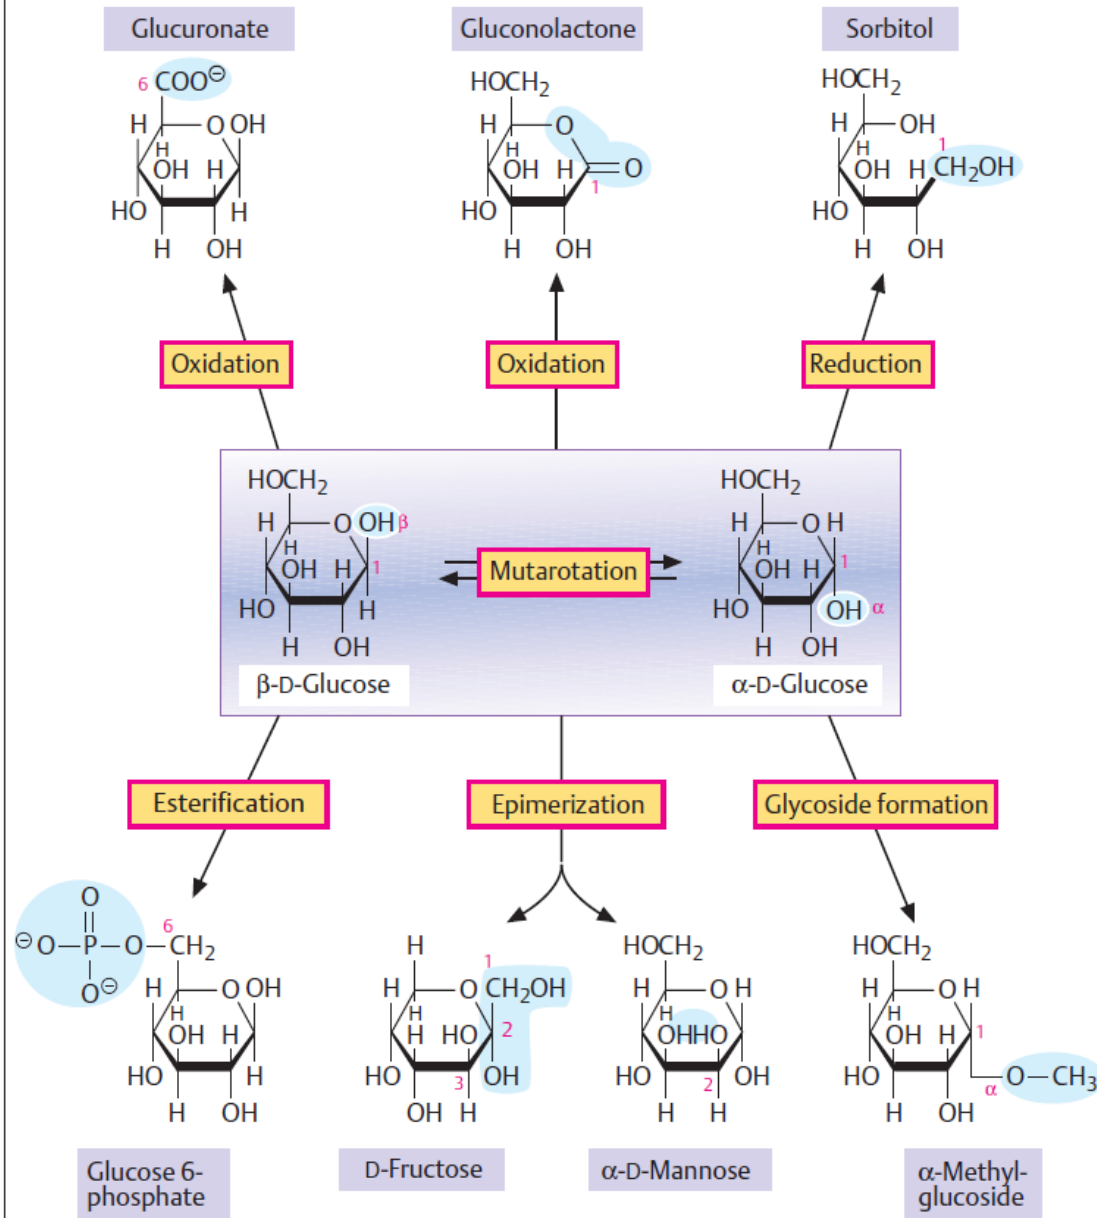 Glucuronate
Gluconolactone
Sorbitol
6 COO⊖
H O OH
H
OH H
HO H
H OH
HOCH2
H O
H
OH H O
1
HO
H OH
HOCH2
H OH
1
H
OH H CH2OH
HO
H OH
Oxidation
Oxidation
Reduction
HOCH2
H O OH β
H
OH H 1
HO H
H OH
β-D-Glucose
Mutarotation
HOCH2
H O H
H
OH H 1
HO OH α
H OH
α-D-Glucose
Esterification
Epimerization
Glycoside formation
O
6
⊖ O P O CH2
O⊖
H O OH
H
OH H
HO H
H OH
Glucose 6-
phosphate
H
1
H O CH2OH
H
H HO 2
HO 3 OH
OH H
D-Fructose
HOCH2
H O H
H
OHHO
HO 2 OH
H H
α-D-Mannose
HOCH2
H O H
H
OH H 1
HO α O CH3
H OH
α-Methyl-
glucoside